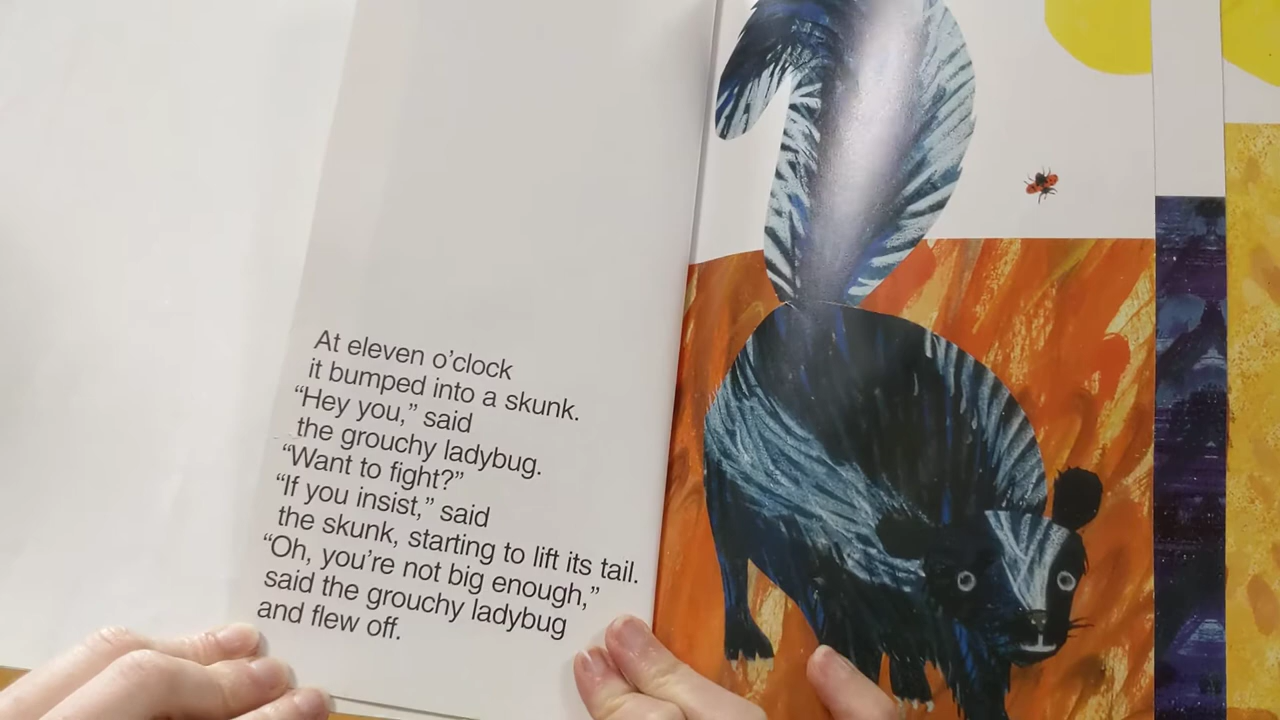 At eleven o’clock
it bumped into a skunk.
“Hey you,” said
the grouchy ladybug.
“Want to fight?”
“If you insist,” said
the skunk, starting to lift its tail.
“Oh, you’re not big enough,”
said the grouchy ladybug
and flew off.